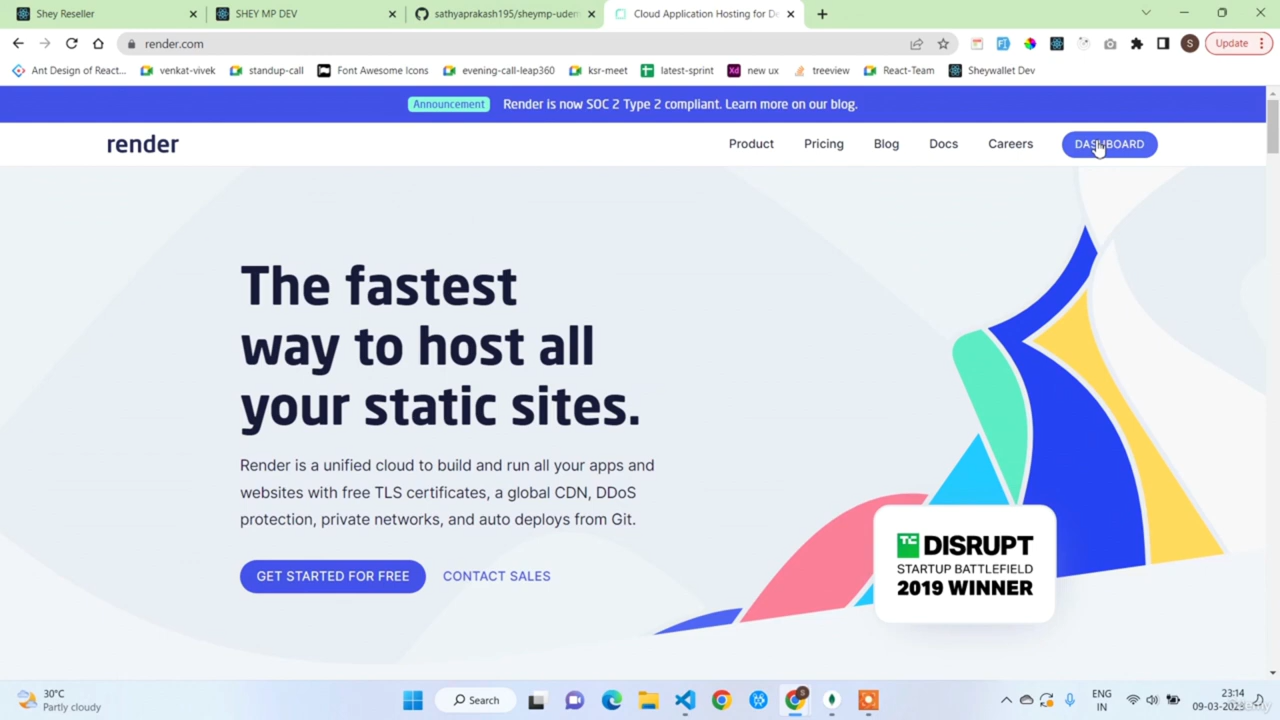 Shey Reseller
SHEY MP DEV
sathyaprakash195/sheymp-udem
Cloud Application Hosting for De
render.com
Update
Ant Design of React...
venkat-vivek
standup-call
Font Awesome Icons
evening-call-leap360
ksr-meet
latest-sprint
Xd
new ux
treeview
React-Team
Sheywallet Dev
Announcement
Render is now SOC 2 Type 2 compliant. Learn more on our blog.
render
Product
Pricing
Blog
Docs
Careers
DASHBOARD
The fastest
way to host all
your static sites.
Render is a unified cloud to build and run all your apps and
websites with free TLS certificates, a global CDN, DDoS
protection, private networks, and auto deploys from Git.
GET STARTED FOR FREE
CONTACT SALES
TC DISRUPT
STARTUP BATTLEFIELD
2019 WINNER
30°C
Partly cloudy
Search
ENG
IN
23:14
09-03-2023